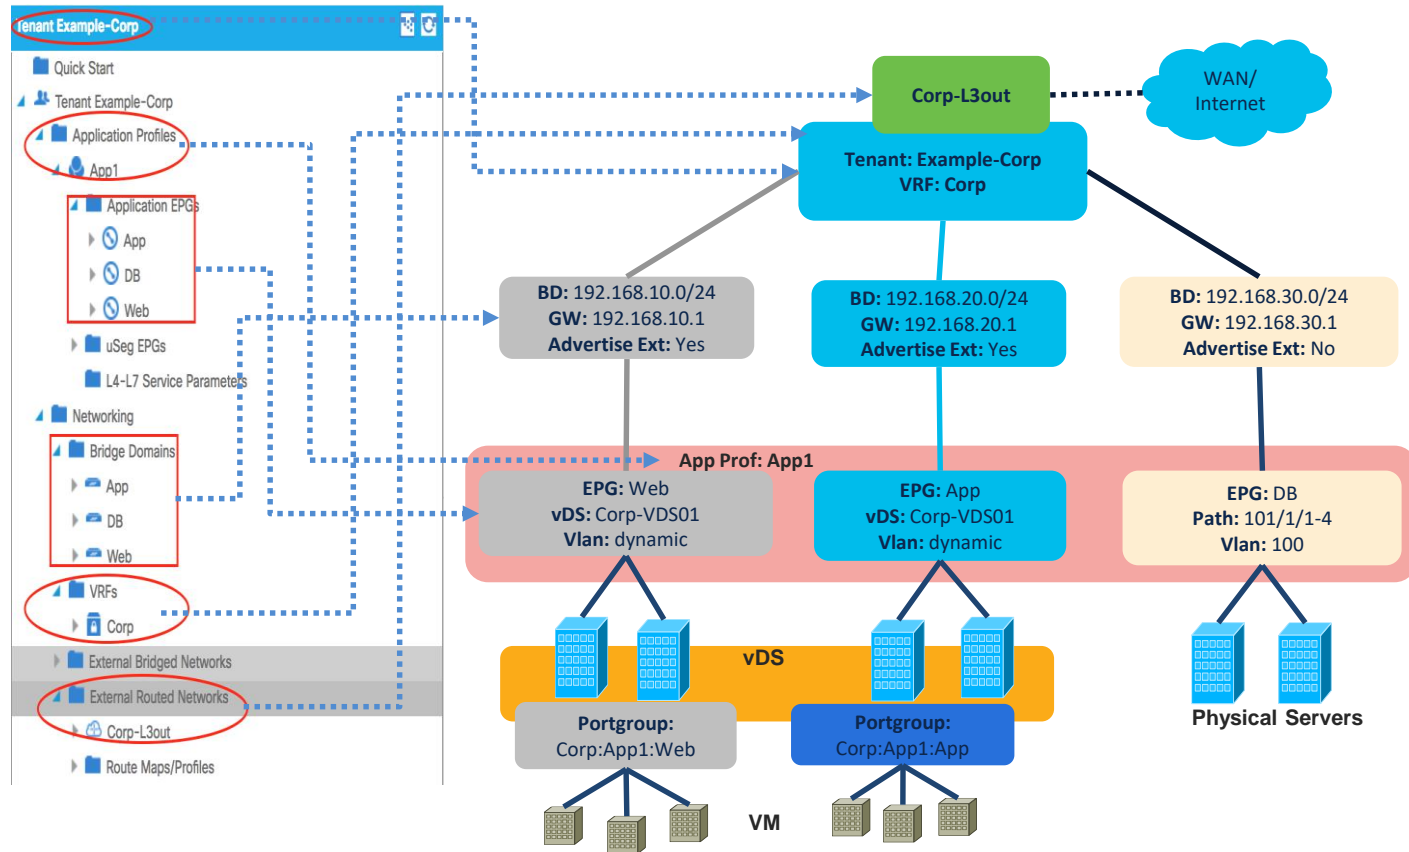 Tenant Example-Corp
Quick Start
Tenant Example-Corp
Application Profiles
App1
Application EPGs
App
DB
Web
uSeg EPGs
L4-L7 Service Parameters
Networking
Bridge Domains
App
DB
Web
VRFs
Corp
External Bridged Networks
External Routed Networks
Corp-L3out
Route Maps/Profiles
Corp-L3out
WAN/
Internet
Tenant: Example-Corp
VRF: Corp
BD: 192.168.10.0/24
GW: 192.168.10.1
Advertise Ext: Yes
BD: 192.168.20.0/24
GW: 192.168.20.1
Advertise Ext: Yes
BD: 192.168.30.0/24
GW: 192.168.30.1
Advertise Ext: No
App Prof: App1
EPG: Web
vDS: Corp-VDS01
Vlan: dynamic
EPG: App
vDS: Corp-VDS01
Vlan: dynamic
EPG: DB
Path: 101/1/1-4
Vlan: 100
vDS
Portgroup:
Corp:App1:Web
Portgroup:
Corp:App1:App
Physical Servers
VM